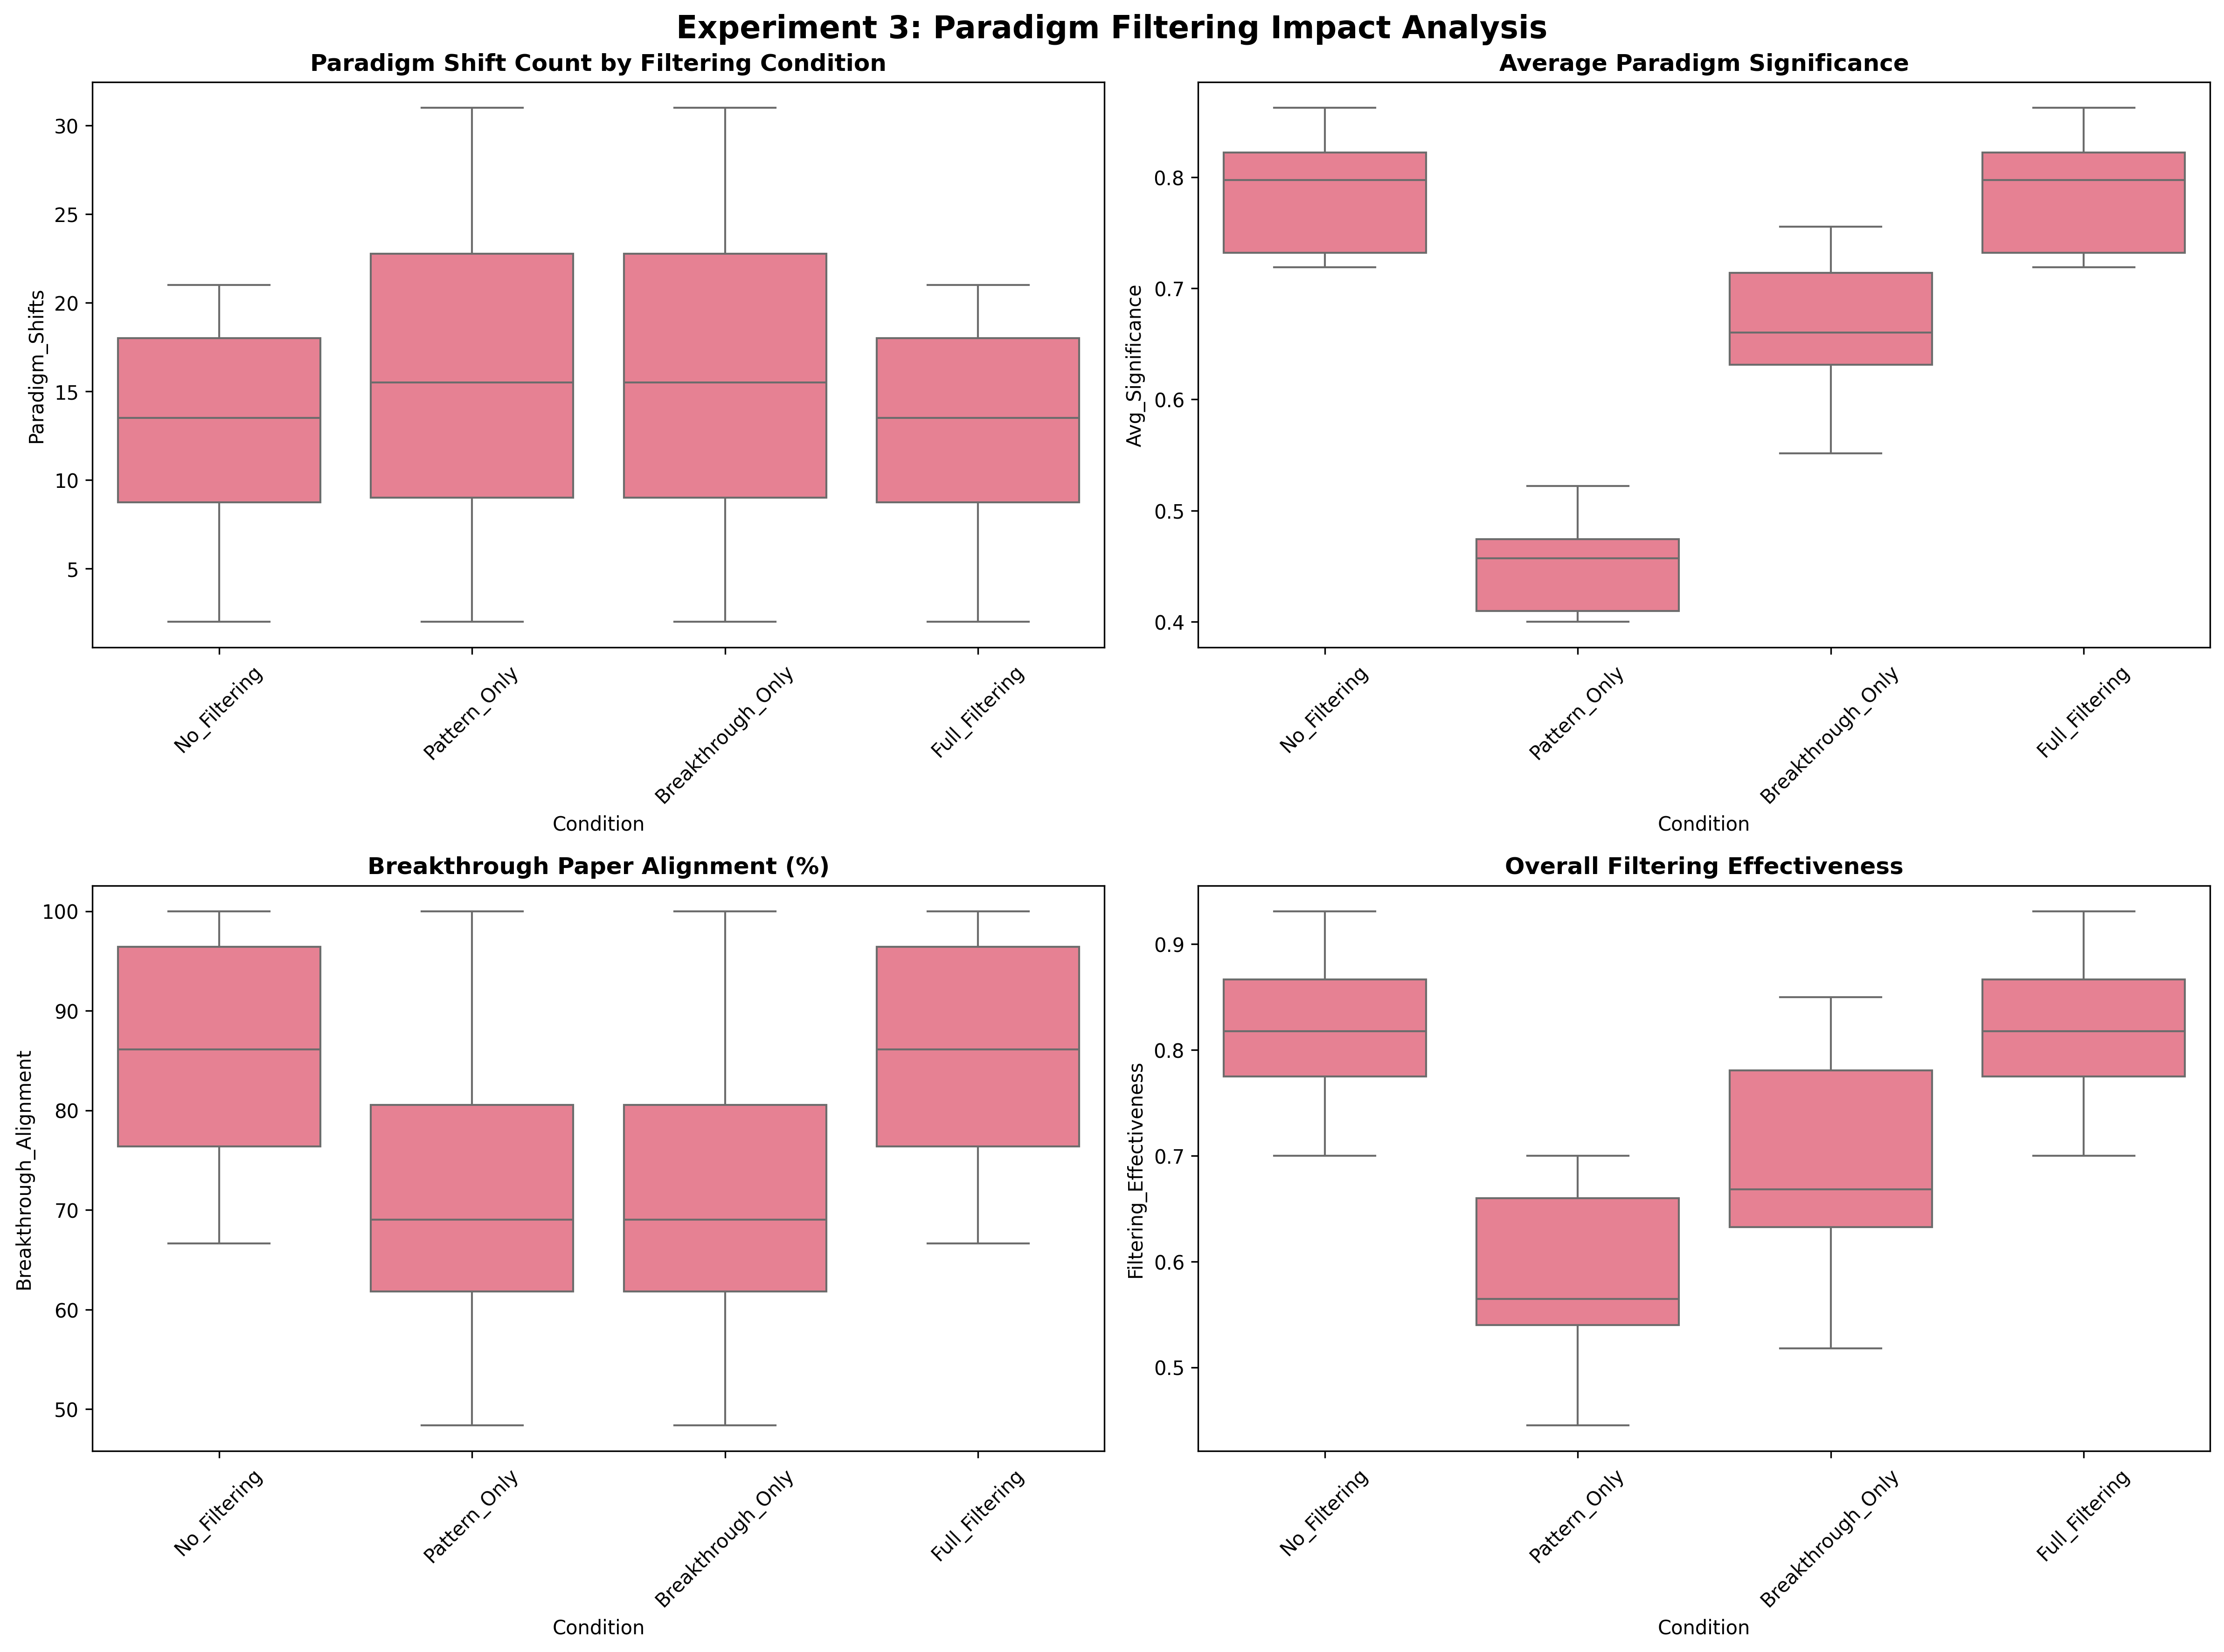 Experiment 3: Paradigm Filtering Impact Analysis
Paradigm Shift Count by Filtering Condition
Paradigm_Shifts
30
25
20
15
10
5
No_Filtering
Pattern_Only
Breakthrough_Only
Full_Filtering
Condition
Average Paradigm Significance
Avg_Significance
0.8
0.7
0.6
0.5
0.4
No_Filtering
Pattern_Only
Breakthrough_Only
Full_Filtering
Condition
Breakthrough Paper Alignment (%)
Breakthrough_Alignment
100
90
80
70
60
50
No_Filtering
Pattern_Only
Breakthrough_Only
Full_Filtering
Condition
Overall Filtering Effectiveness
Filtering_Effectiveness
0.9
0.8
0.7
0.6
0.5
No_Filtering
Pattern_Only
Breakthrough_Only
Full_Filtering
Condition